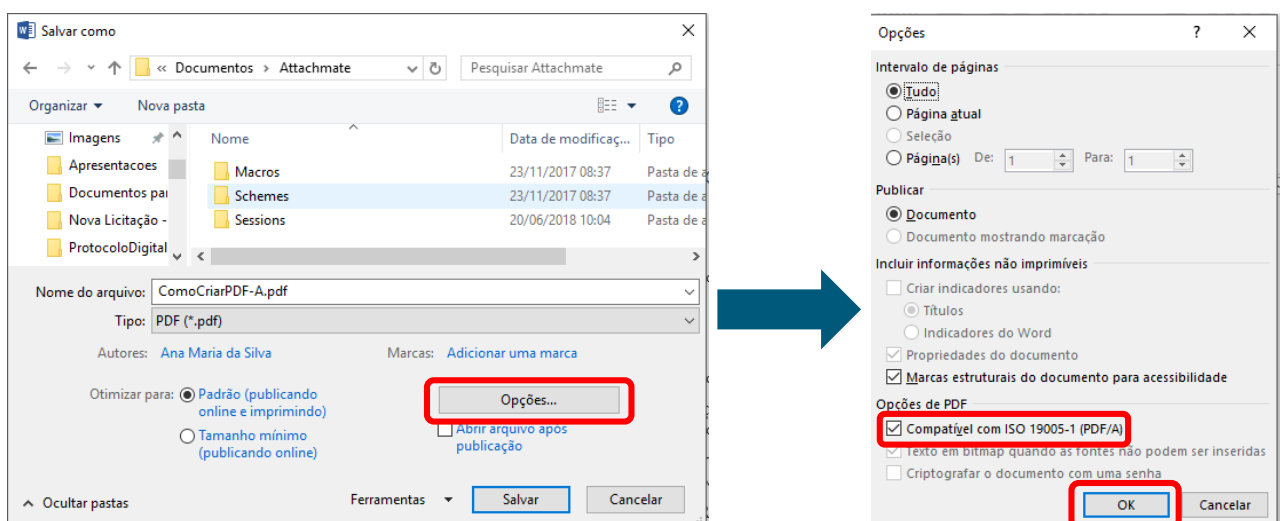 Salvar como
« Documentos > Attachmate
Pesquisar Attachmate
Organizar
Nova pasta
Imagens
Apresentacoes
Documentos pai
Nova Licitação -
ProtocoloDigital
Nome
Data de modificaç...
Tipo
Macros
23/11/2017 08:37
Pasta de a
Schemes
23/11/2017 08:37
Pasta de a
Sessions
20/06/2018 10:04
Pasta de a
Nome do arquivo: ComoCriarPDF-A.pdf
Tipo: PDF (*.pdf)
Autores: Ana Maria da Silva
Marcas: Adicionar uma marca
Otimizar para:
Padrão (publicando
online e imprimindo)
Tamanho mínimo
(publicando online)
Opções...
Abrir arquivo após
publicação
Ocultar pastas
Ferramentas
Salvar
Cancelar
Opções
?
Intervalo de páginas
Tudo
Página atual
Seleção
Página(s) De: 1 Para: 1
Publicar
Documento
Documento mostrando marcação
Incluir informações não imprimíveis
Criar indicadores usando:
Títulos
Indicadores do Word
Propriedades do documento
Marcas estruturais do documento para acessibilidade
Opções de PDF
Compatível com ISO 19005-1 (PDF/A)
Texto em bitmap quando as fontes não podem ser inseridas
Criptografar o documento com uma senha
OK
Cancelar